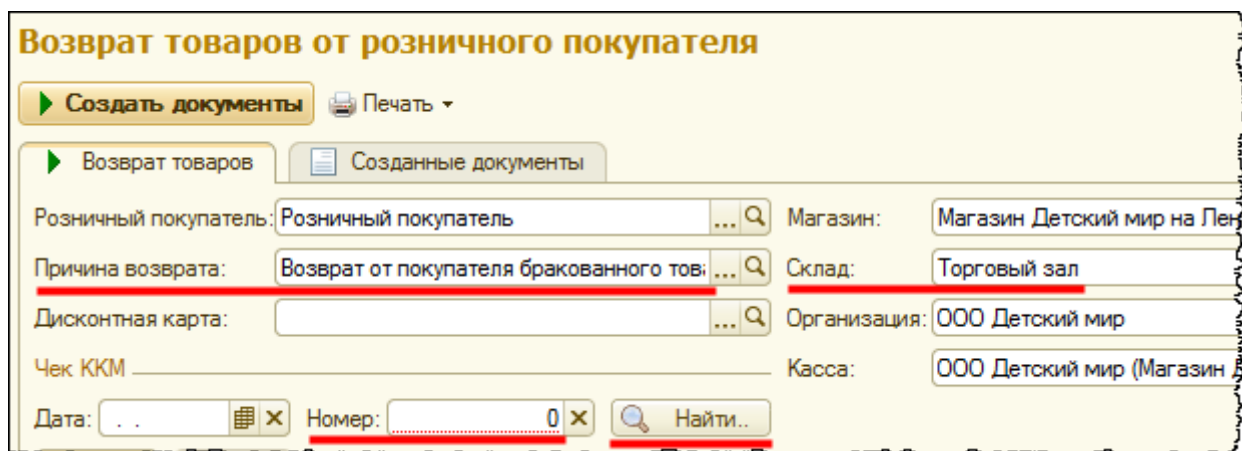 Возврат товаров от розничного покупателя
Создать документы Печать
Возврат товаров Созданные документы
Розничный покупатель: Розничный покупатель ... Магазин: Магазин Детский мир на
Причина возврата: Возврат от покупателя бракованного ... Склад: Торговый зал
Дисконтная карта: ... Организация: ООО Детский мир
Чек ККМ Касса: ООО Детский мир (Магазин
Дата: . . Номер: 0 Найти..